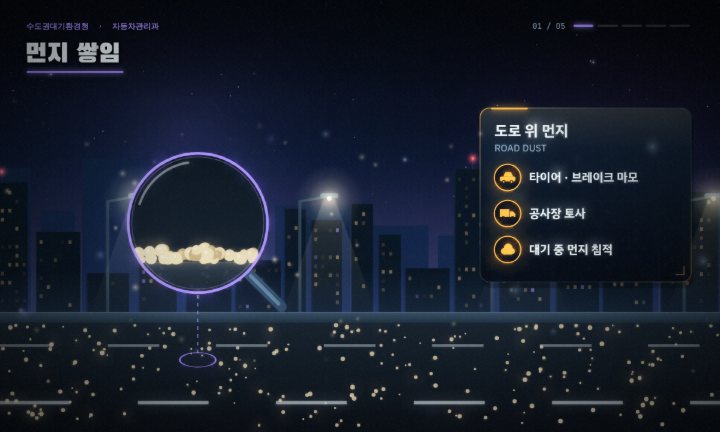 수도권대기환경청 · 자동차관리과
01 / 05
먼지 쌓임
도로 위 먼지
ROAD DUST
타이어 · 브레이크 마모
공사장 토사
대기 중 먼지 침적